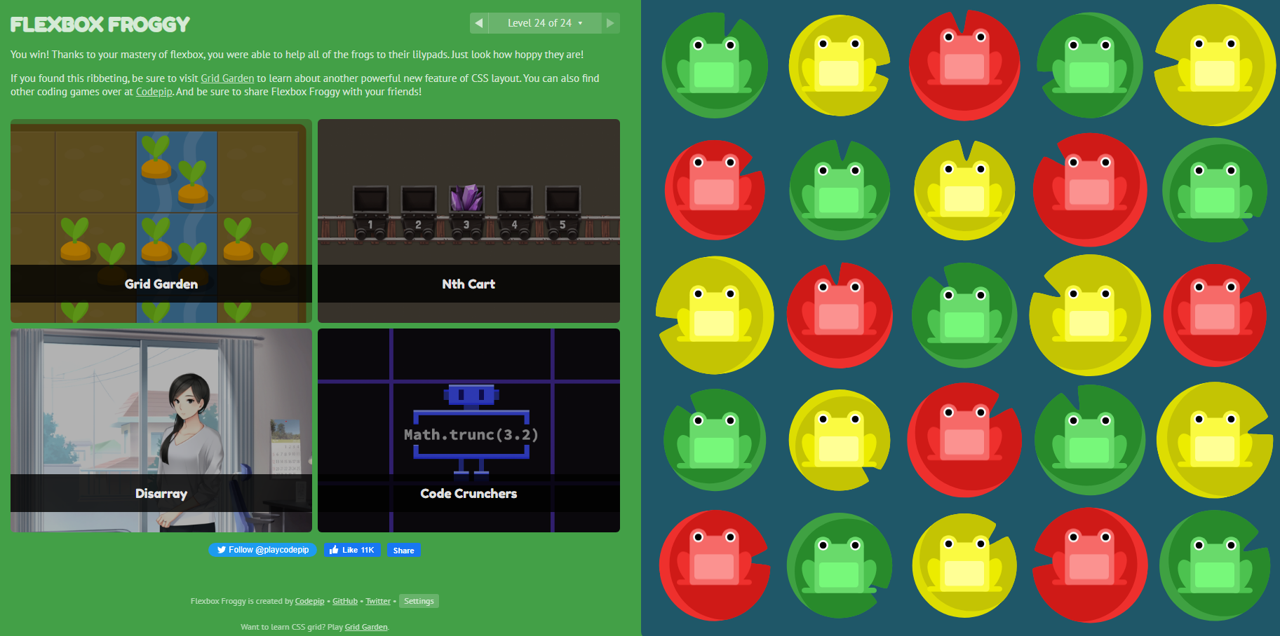 FLEXBOX FROGGY
◀ Level 24 of 24 ▾ ▶
You win! Thanks to your mastery of flexbox, you were able to help all of the frogs to their lilypads. Just look how hoppy they are!
If you found this ribbeting, be sure to visit Grid Garden to learn about another powerful new feature of CSS layout. You can also find
other coding games over at Codepip. And be sure to share Flexbox Froggy with your friends!
1 2 3 4 5
Grid Garden
Nth Cart
Math.trunc(3.2)
Disarray
Code Crunchers
Follow @playcodepip Like 11K Share
Flexbox Froggy is created by Codepip • GitHub • Twitter • Settings
Want to learn CSS grid? Play Grid Garden.